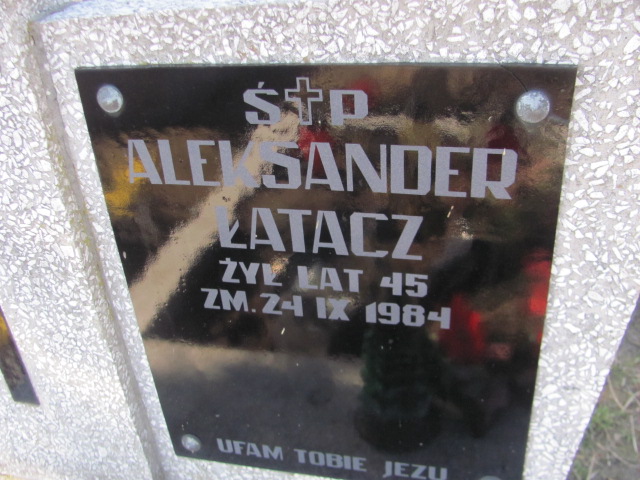 Ś✝P
ALEKSANDER
ŁATACZ
ŻYŁ LAT 45
ZM. 24 IX 1984
UFAM TOBIE JEZU